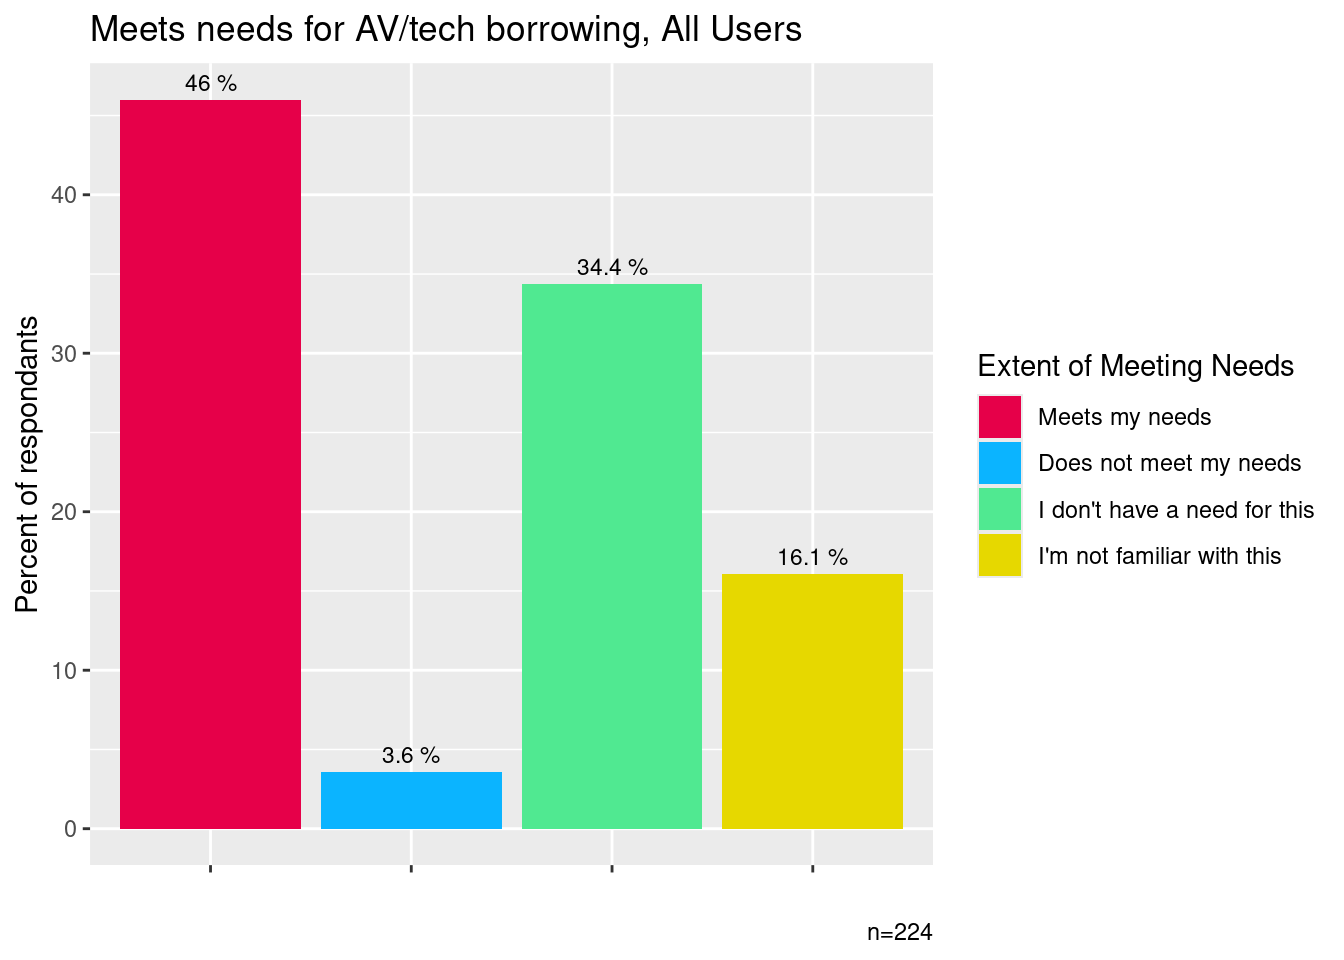 Meets needs for AV/tech borrowing, All Users
46 %
3.6 %
34.4 %
16.1 %
40
30
20
10
0
Percent of respondants
n=224
Extent of Meeting Needs
Meets my needs
Does not meet my needs
I don't have a need for this
I'm not familiar with this